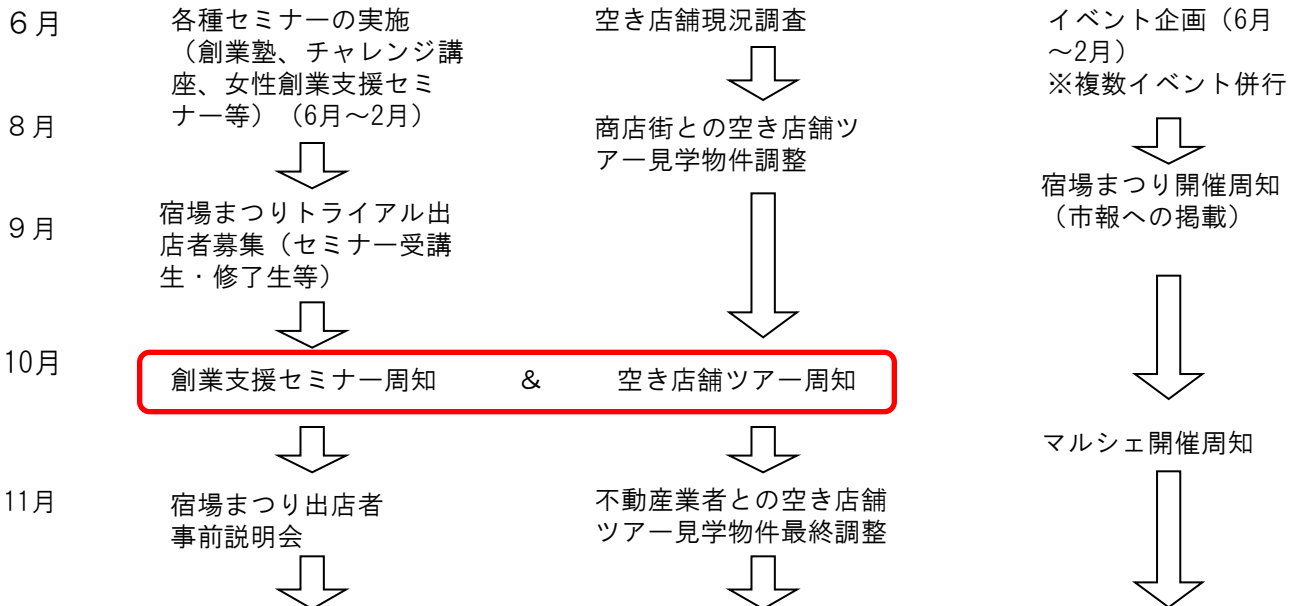 ６月
各種セミナーの実施
（創業塾、チャレンジ講
座、女性創業支援セミ
ナー等）（6月～2月）
空き店舗現況調査
イベント企画（6月
～2月）
※複数イベント併行
８月
商店街との空き店舗ツ
アー見学物件調整
宿場まつり開催周知
（市報への掲載）
９月
宿場まつりトライアル出
店者募集（セミナー受講
生・修了生等）
10月
創業支援セミナー周知　＆　空き店舗ツアー周知
マルシェ開催周知
11月
宿場まつり出店者
事前説明会
不動産業者との空き店舗
ツアー見学物件最終調整